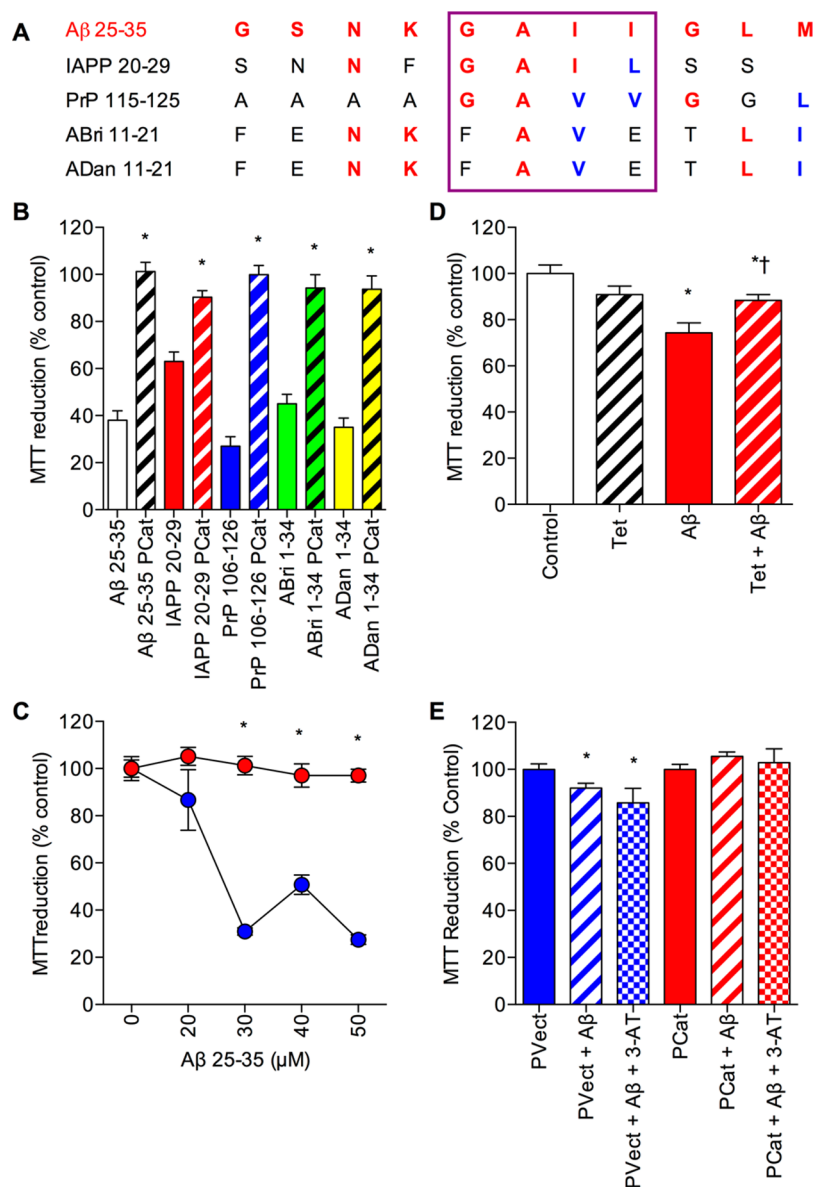 A
Aβ 25-35 G S N K G A I I G L M
IAPP 20-29 S N N F G A I L S S
PrP 115-125 A A A A G A V V G G L
ABri 11-21 F E N K F A V E T L I
ADan 11-21 F E N K F A V E T L I
B
MTT reduction (% control)
120
100
80
60
40
20
0
* * * * *
Aβ 25-35
Aβ 25-35 PCat
IAPP 20-29
IAPP 20-29 PCat
PrP 106-126
PrP 106-126 PCat
ABri 1-34
ABri 1-34 PCat
ADan 1-34
ADan 1-34 PCat
D
MTT reduction (% control)
120
100
80
60
40
20
0
* *†
Control
Tet
Aβ
Tet + Aβ
C
MTTreduction (% control)
120
100
80
60
40
20
0
* * *
0 20 30 40 50
Aβ 25-35 (μM)
E
MTT Reduction (% Control)
120
100
80
60
40
20
0
* *
PVect
PVect + Aβ
PVect + Aβ + 3-AT
PCat
PCat + Aβ
PCat + Aβ + 3-AT